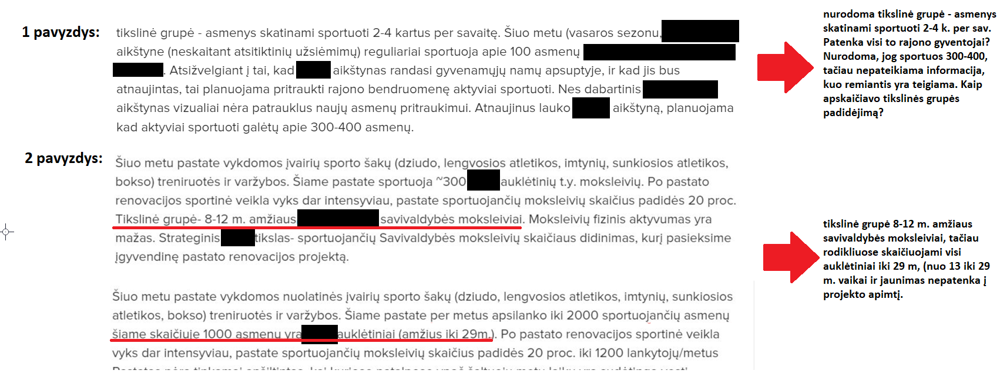 1 pavyzdys:
tikslinė grupė - asmenys skatinami sportuoti 2-4 kartus per savaitę. Šiuo metu (vasaros sezonu,
aikštyne (neskaitant atsitiktinių užsiėmimų) reguliariai sportuoja apie 100 asmenų
. Atsižvelgiant į tai, kad aikštynas randasi gyvenamųjų namų apsuptyje, ir kad jis bus
atnaujintas, tai planuojama pritraukti rajono bendruomenę aktyviai sportuoti. Nes dabartinis
aikštynas vizualiai nėra patrauklus naujų asmenų pritraukimui. Atnaujinus lauko aikštyną, planuojama
kad aktyviai sportuoti galėtų apie 300-400 asmenų.
nurodoma tikslinė grupė - asmenys
skatinami sportuoti 2-4 k. per sav.
Patenka visi to rajono gyventojai?
Nurodoma, jog sportuos 300-400,
tačiau nepateikiama informacija,
kuo remiantis yra teigiama. Kaip
apskaičiavo tikslinės grupės
padidėjimą?
2 pavyzdys:
Šiuo metu pastate vykdomos įvairių sporto šakų (dziudo, lengvosios atletikos, imtynių, sunkiosios atletikos,
bokso) treniruotės ir varžybos. Šiame pastate sportuoja ~300 auklėtinių t.y. moksleivių. Po pastato
renovacijos sportinė veikla vyks dar intensyviau, pastate sportuojančių moksleivių skaičius padidės 20 proc.
Tikslinė grupė- 8-12 m. amžiaus savivaldybės moksleiviai. Moksleivių fizinis aktyvumas yra
mažas. Strateginis tikslas- sportuojančių Savivaldybės moksleivių skaičiaus didinimas, kurį pasieksime
įgyvendinę pastato renovacijos projektą.
Šiuo metu pastate vykdomos nuolatinės įvairių sporto šakų (dziudo, lengvosios atletikos, imtynių, sunkiosios
atletikos, bokso) treniruotės ir varžybos. Šiame pastate per metus apsilanko iki 2000 sportuojančių asmenų
šiame skaičiuje 1000 asmenų yra auklėtiniai (amžius iki 29m.). Po pastato renovacijos sportinė veikla
vyks dar intensyviau, pastate sportuojančių moksleivių skaičius padidės 20 proc. iki 1200 lankytojų/metus
tikslinė grupė 8-12 m. amžiaus
savivaldybės moksleiviai, tačiau
rodikliuose skaičiuojami visi
auklėtiniai iki 29 m, (nuo 13 iki 29
m. vaikai ir jaunimas nepatenka į
projekto apimtį.